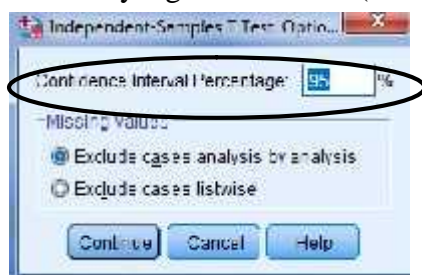 Independent-Samples T Test: Optio...
Confidence Interval Percentage: 95 %
Missing Values
Exclude cases analysis by analysis
Exclude cases listwise
Continue Cancel Help